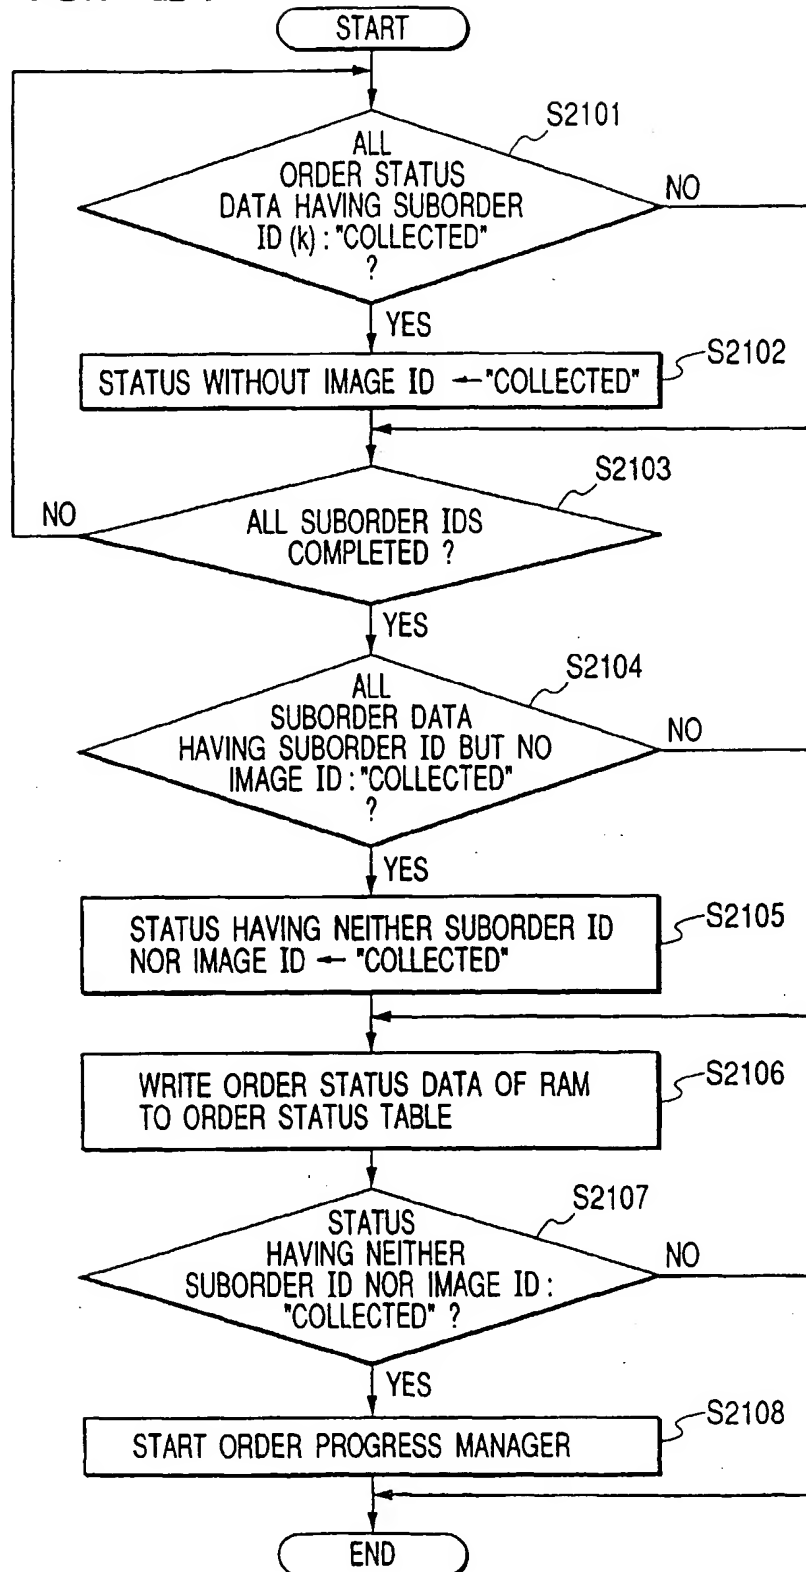 START
S2101
ALL
ORDER STATUS
DATA HAVING SUBORDER
ID (k) : "COLLECTED"
?
NO
YES
S2102
STATUS WITHOUT IMAGE ID ← "COLLECTED"
S2103
NO
ALL SUBORDER IDS
COMPLETED ?
YES
S2104
ALL
SUBORDER DATA
HAVING SUBORDER ID BUT NO
IMAGE ID : "COLLECTED"
?
NO
YES
S2105
STATUS HAVING NEITHER SUBORDER ID
NOR IMAGE ID ← "COLLECTED"
S2106
WRITE ORDER STATUS DATA OF RAM
TO ORDER STATUS TABLE
S2107
STATUS
HAVING NEITHER
SUBORDER ID NOR IMAGE ID :
"COLLECTED" ?
NO
YES
S2108
START ORDER PROGRESS MANAGER
END